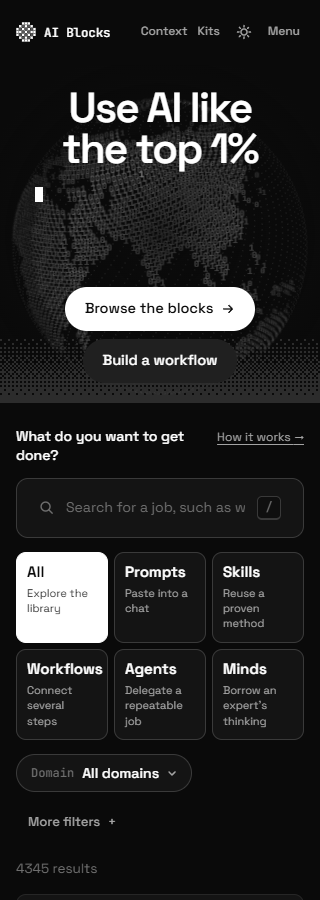 AI Blocks
Context Kits Menu
Use AI like
the top 1%
Browse the blocks →
Build a workflow
What do you want to get
done?
How it works →
Search for a job, such as w /
All
Explore the
library
Prompts
Paste into a
chat
Skills
Reuse a
proven
method
Workflows
Connect
several
steps
Agents
Delegate a
repeatable
job
Minds
Borrow an
expert's
thinking
Domain All domains
More filters +
4345 results